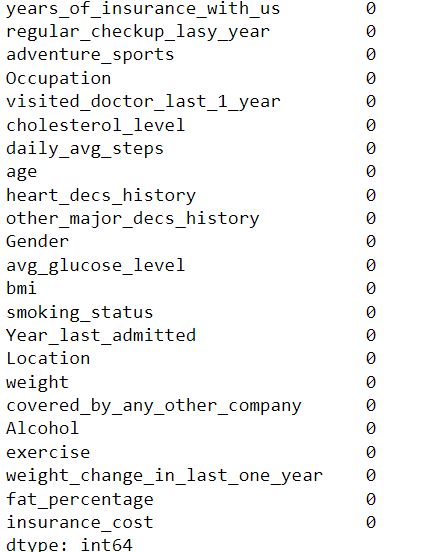 years_of_insurance_with_us 0
regular_checkup_lasy_year 0
adventure_sports 0
Occupation 0
visited_doctor_last_1_year 0
cholesterol_level 0
daily_avg_steps 0
age 0
heart_decs_history 0
other_major_decs_history 0
Gender 0
avg_glucose_level 0
bmi 0
smoking_status 0
Year_last_admitted 0
Location 0
weight 0
covered_by_any_other_company 0
Alcohol 0
exercise 0
weight_change_in_last_one_year 0
fat_percentage 0
insurance_cost 0
dtype: int64